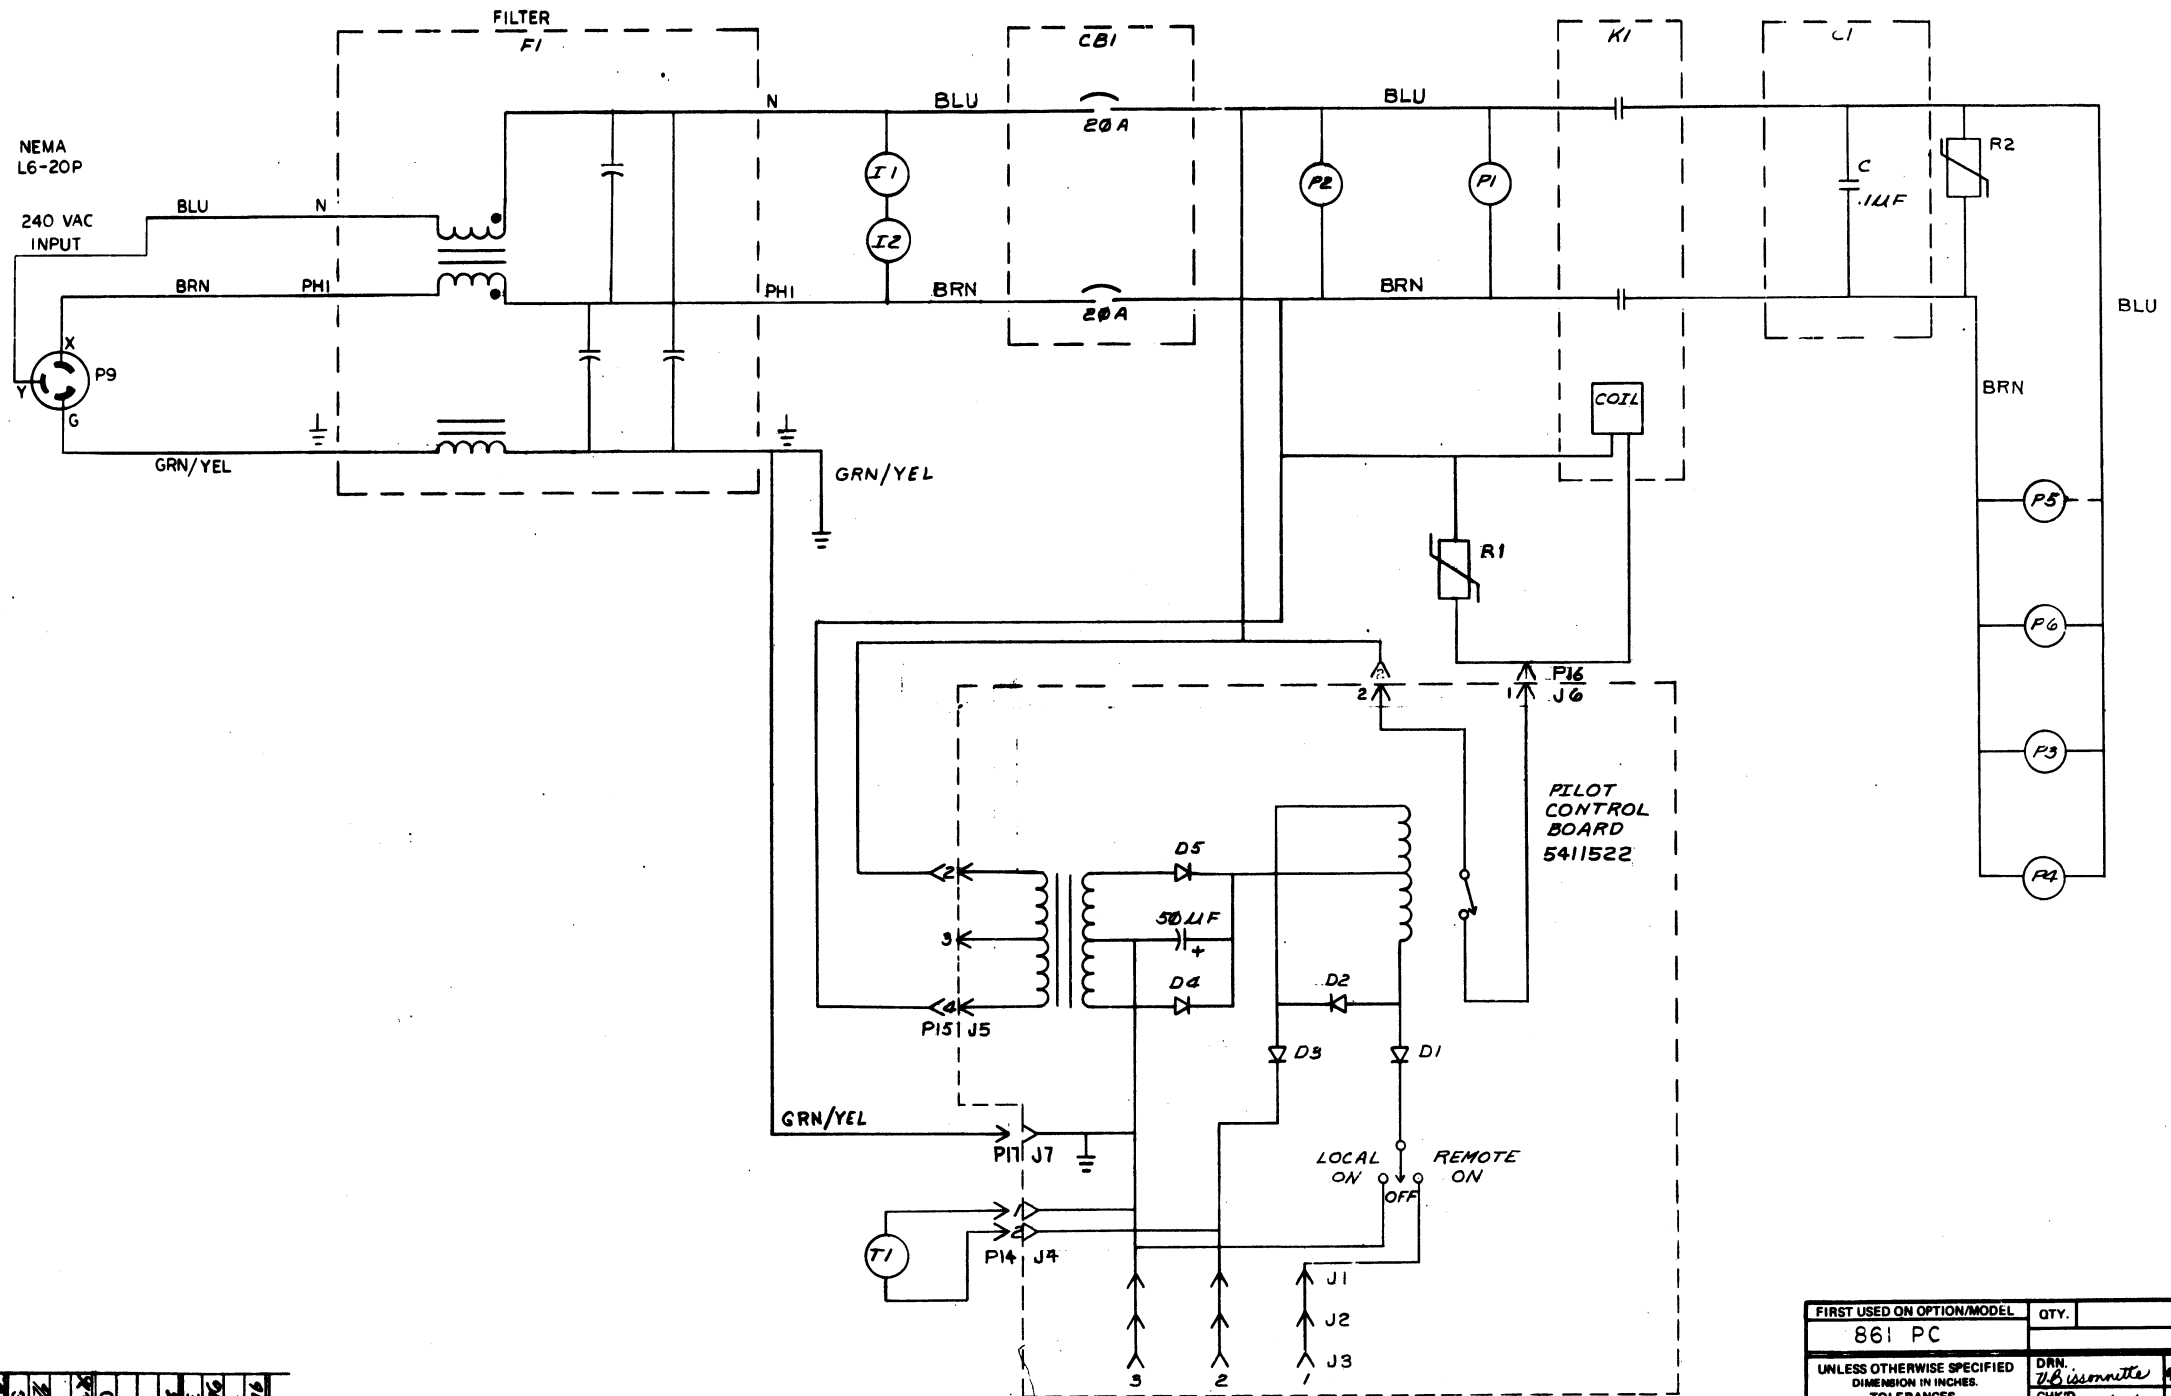 FILTER
F1
CB1
K1
C1
N
BLU
20A
BLU
NEMA
L6-20P
I1
P2
P1
C
.1UF
R2
BLU
N
240 VAC
INPUT
I2
BRN
PH1
PH1
BRN
20A
BRN
BLU
X
Y
P9
G
BRN
COIL
GRN/YEL
GRN/YEL
P5
R1
P6
2
1
P16
J6
P3
PILOT
CONTROL
BOARD
5411522
D5
2
P4
50UF
+
3
D4
D2
4
P15
J5
D3
D1
GRN/YEL
P17
J7
LOCAL
ON
REMOTE
ON
OFF
1
2
T1
P14
J4
J1
J2
J3
3
2
1
FIRST USED ON OPTION/MODEL
QTY.
861 PC
UNLESS OTHERWISE SPECIFIED
DIMENSION IN INCHES.
DRN.
V.Bissonnette